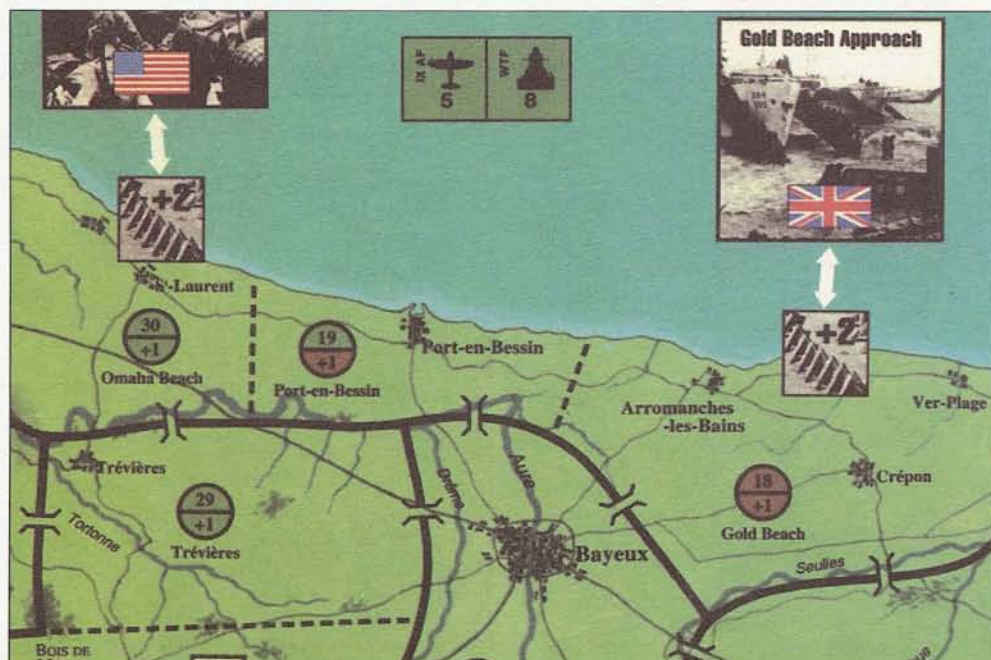 Gold Beach Approach
IX AF
5
WTF
8
+2
St-Laurent
30
+1
Omaha Beach
19
+1
Port-en-Bessin
Port-en-Bessin
+2
Arromanches
-les-Bains
Ver-Plage
Trévières
Tortonne
29
+1
Trévières
Drôme
Aure
Bayeux
18
+1
Gold Beach
Crépon
Seulles
BOIS DE